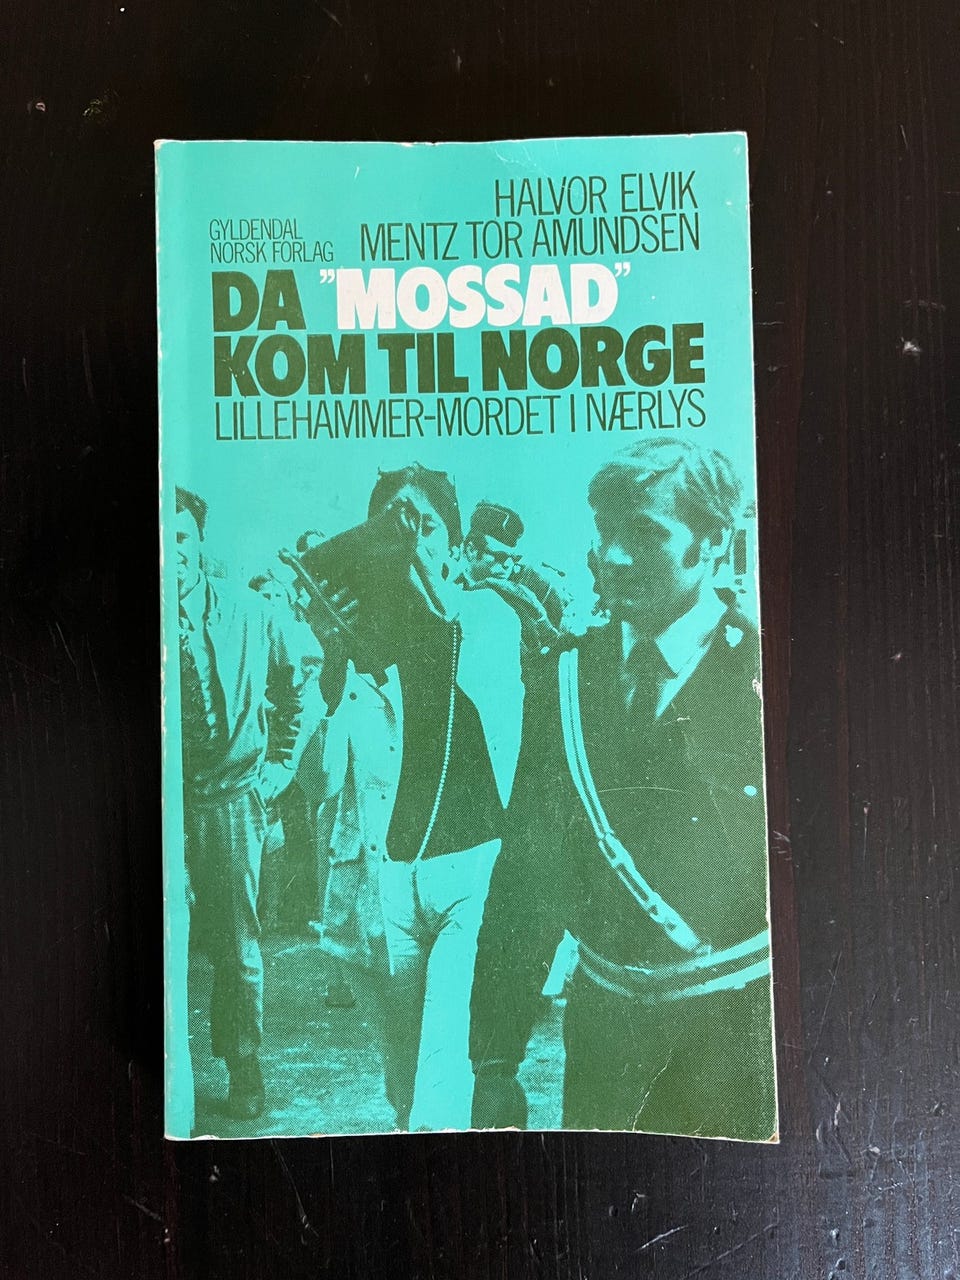 HALVOR ELVIK
MENTZ TOR AMUNDSEN
GYLDENDAL
NORSK FORLAG
DA "MOSSAD"
KOM TIL NORGE
LILLEHAMMER-MORDET I NÆRLYS